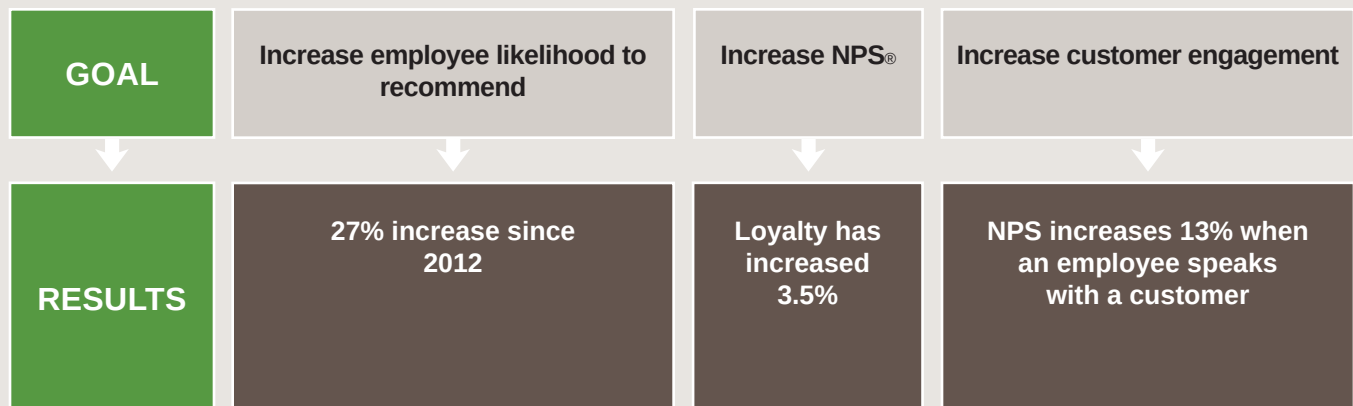 GOAL
Increase employee likelihood to
recommend
Increase NPS®
Increase customer engagement
RESULTS
27% increase since
2012
Loyalty has
increased
3.5%
NPS increases 13% when
an employee speaks
with a customer